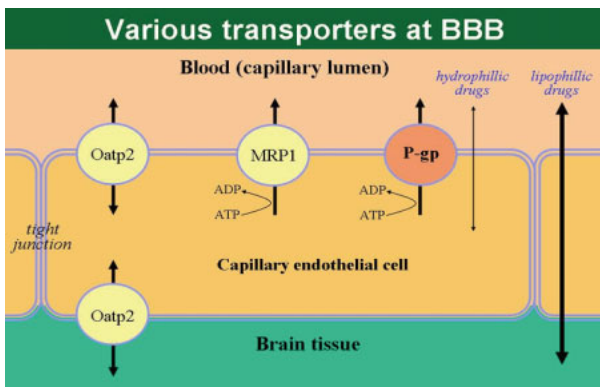 Various transporters at BBB
Blood (capillary lumen)
hydrophillic
drugs
lipophillic
drugs
Oatp2
MRP1
P-gp
ADP
ATP
ADP
ATP
tight
junction
Capillary endothelial cell
Oatp2
Brain tissue